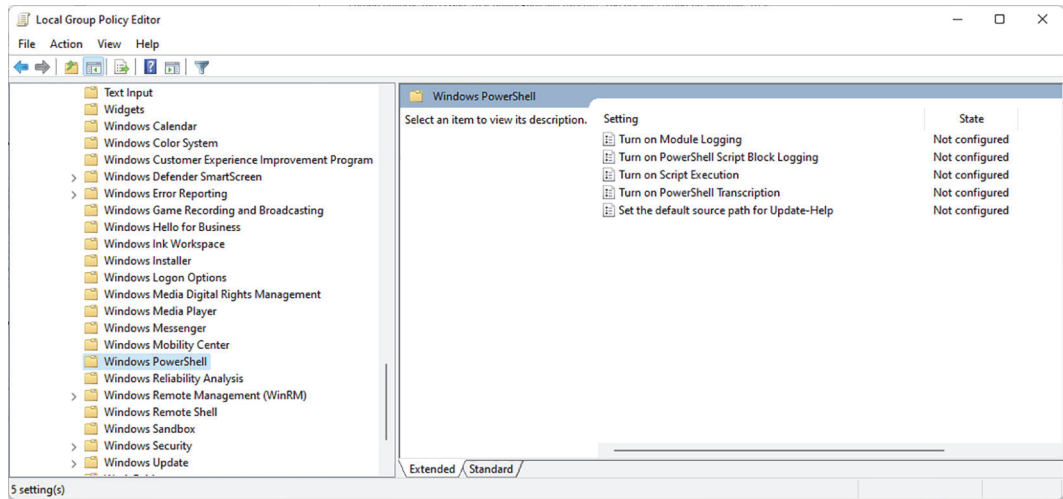 Local Group Policy Editor
File Action View Help
Text Input
Widgets
Windows Calendar
Windows Color System
Windows Customer Experience Improvement Program
Windows Defender SmartScreen
Windows Error Reporting
Windows Game Recording and Broadcasting
Windows Hello for Business
Windows Ink Workspace
Windows Installer
Windows Logon Options
Windows Media Digital Rights Management
Windows Media Player
Windows Messenger
Windows Mobility Center
Windows PowerShell
Windows Reliability Analysis
Windows Remote Management (WinRM)
Windows Remote Shell
Windows Sandbox
Windows Security
Windows Update
Windows PowerShell
Select an item to view its description.
Setting State
Turn on Module Logging Not configured
Turn on PowerShell Script Block Logging Not configured
Turn on Script Execution Not configured
Turn on PowerShell Transcription Not configured
Set the default source path for Update-Help Not configured
Extended Standard
5 setting(s)